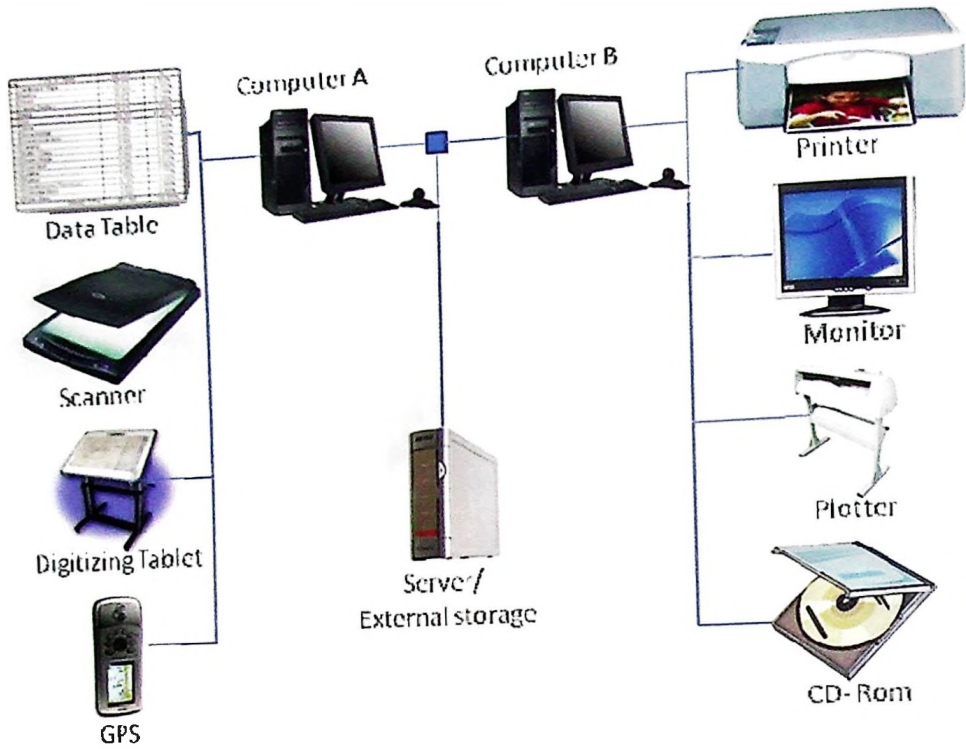 Computer A
Computer B
Printer
Data Table
Monitor
Scanner
Plotter
Digitizing Tablet
Server/
External storage
CD-Rom
GPS